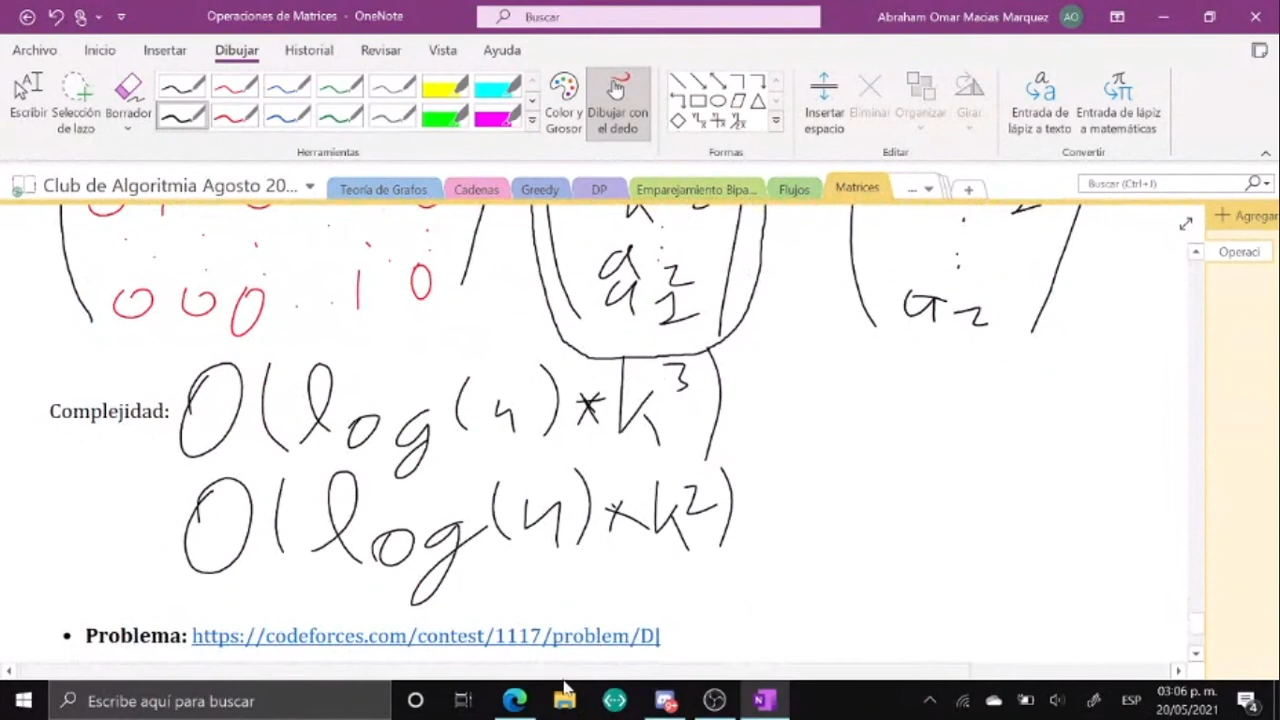 Operaciones de Matrices - OneNote
Buscar
Abraham Omar Macias Marquez AO
Archivo Inicio Insertar Dibujar Historial Revisar Vista Ayuda
Escribir Selección de lazo Borrador Color y Grosor Dibujar con el dedo Insertar espacio Eliminar Organizar Girar Entrada de lápiz a texto Entrada de lápiz a matemáticas
Herramientas Formas Editar Convertir
Club de Algoritmia Agosto 20... Teoría de Grafos Cadenas Greedy DP Emparejamiento Bipa... Flujos Matrices ... + Buscar (Ctrl+J)
+ Agregar
Operaci
0 0 0 . . 1 0
a₂
Complejidad: O(log(n)*k³)
O(log(n)*k²)
• Problema: https://codeforces.com/contest/1117/problem/D
Escribe aquí para buscar
ESP
03:06 p. m.
20/05/2021
4